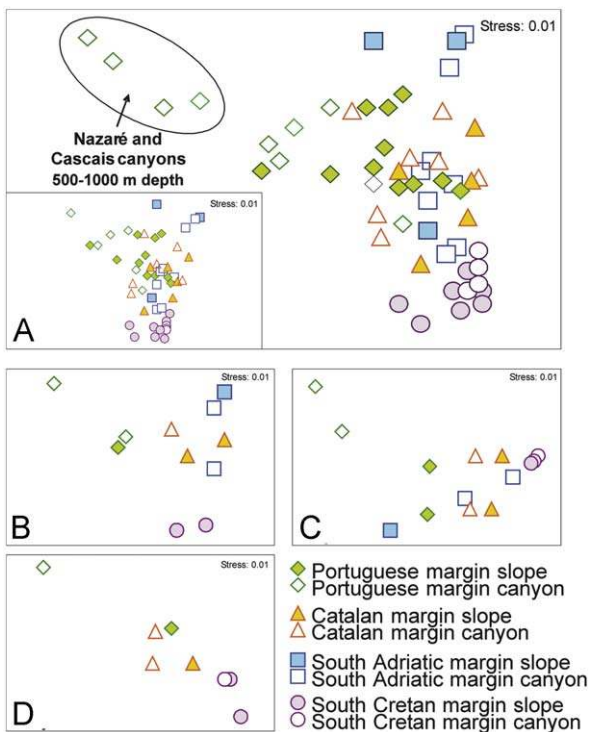 Stress: 0.01
Nazaré and
Cascais canyons
500-1000 m depth
Stress: 0.01
A
Stress: 0.01
B
Stress: 0.01
C
Stress: 0.01
D
Portuguese margin slope
Portuguese margin canyon
Catalan margin slope
Catalan margin canyon
South Adriatic margin slope
South Adriatic margin canyon
South Cretan margin slope
South Cretan margin canyon